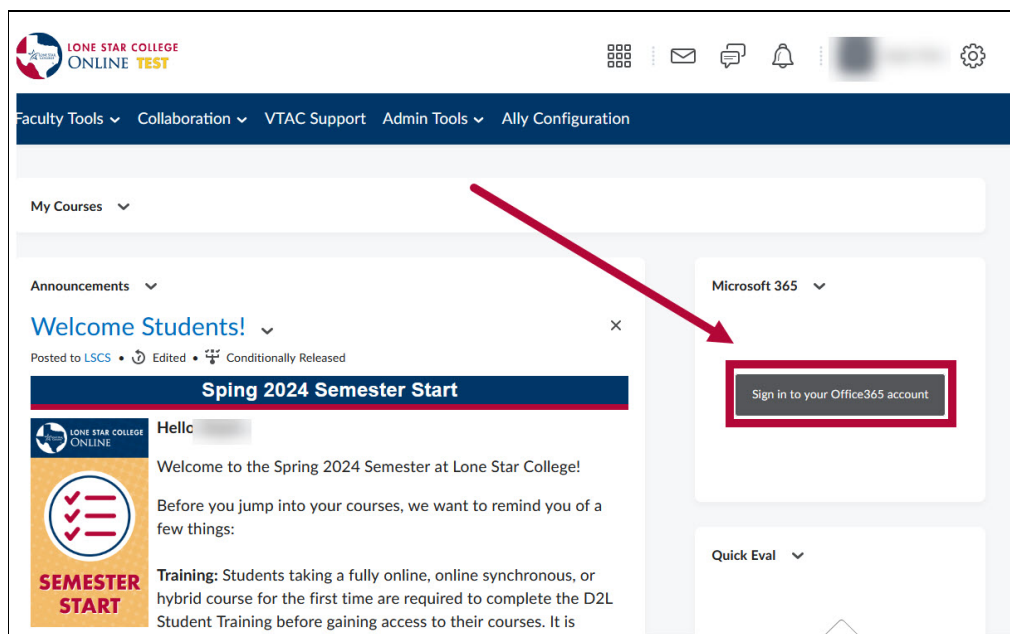 LONE STAR COLLEGE
ONLINE TEST
Faculty Tools Collaboration VTAC Support Admin Tools Ally Configuration
My Courses
Announcements
Welcome Students!
Posted to LSCS • Edited • Conditionally Released
Sping 2024 Semester Start
LONE STAR COLLEGE
ONLINE
SEMESTER
START
Hello
Welcome to the Spring 2024 Semester at Lone Star College!
Before you jump into your courses, we want to remind you of a
few things:
Training: Students taking a fully online, online synchronous, or
hybrid course for the first time are required to complete the D2L
Student Training before gaining access to their courses. It is
Microsoft 365
Sign in to your Office365 account
Quick Eval